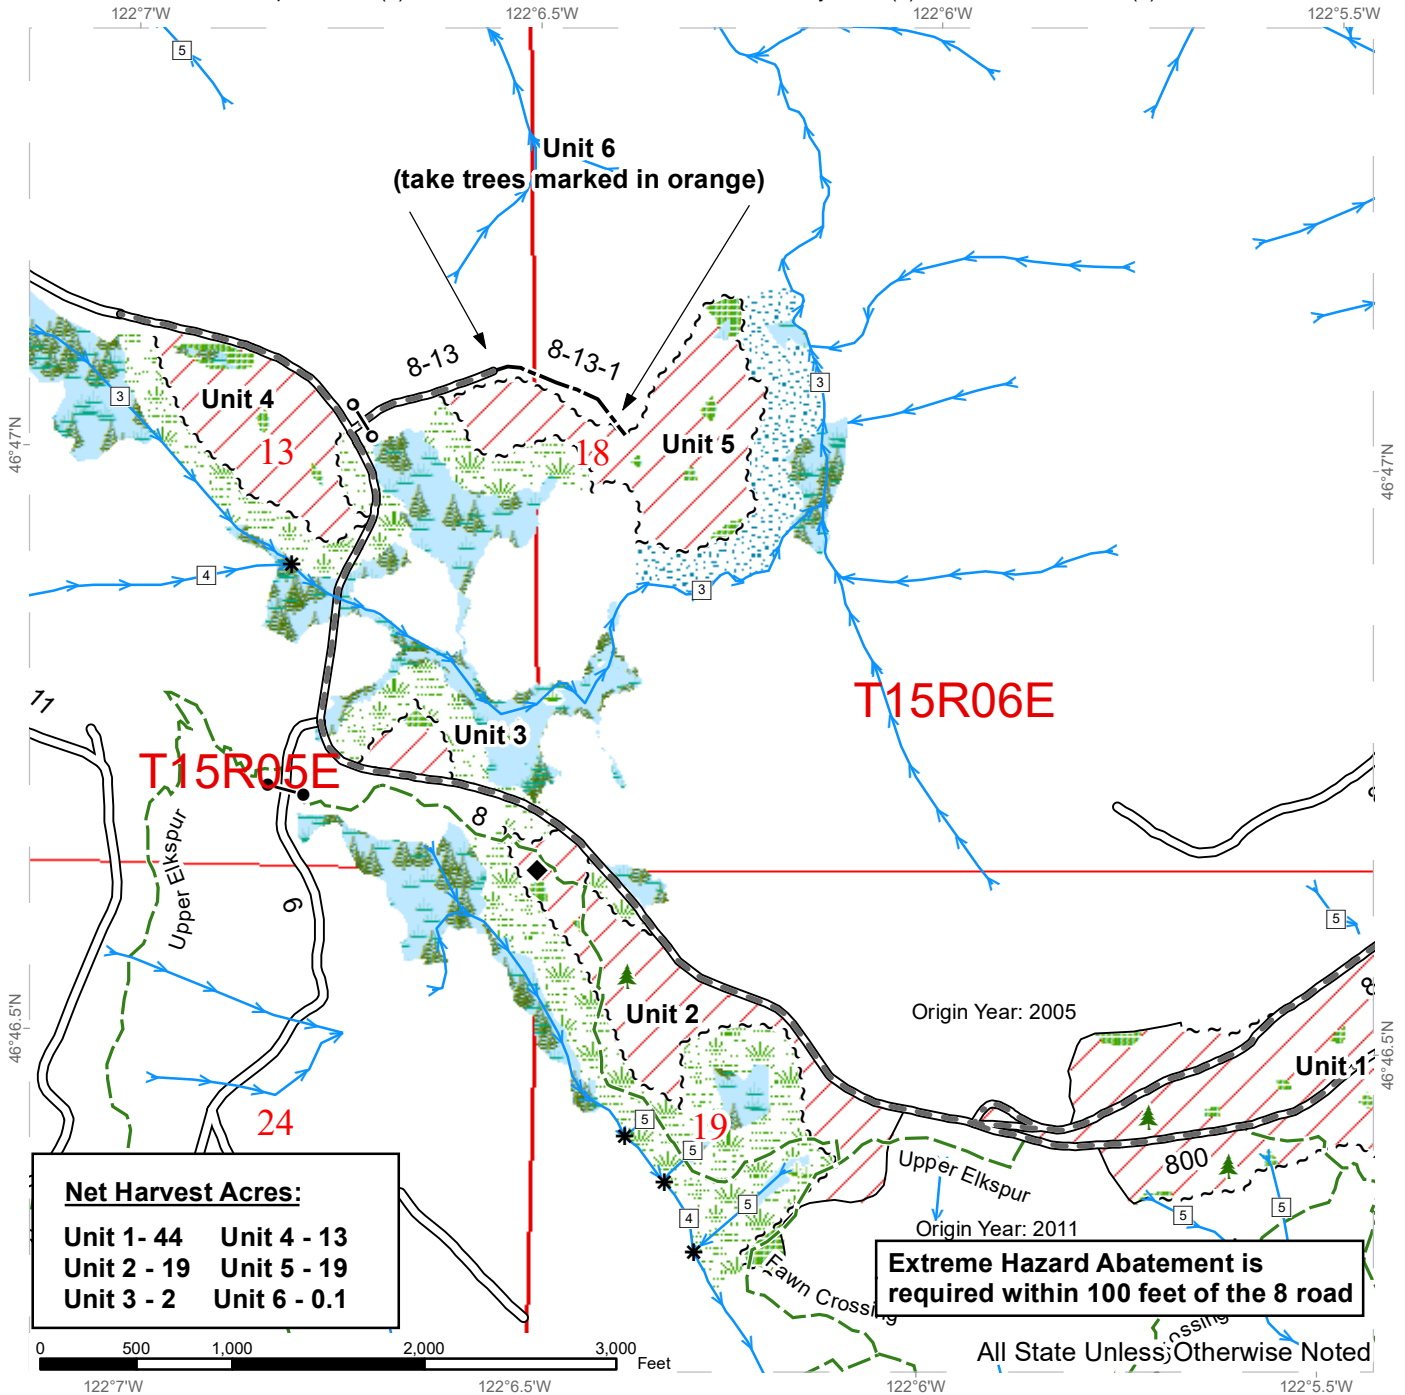 122°7'W
122°6.5'W
122°6'W
122°5.5'W
5
Unit 6
(take trees marked in orange)
8-13
8-13-1
3
3
Unit 4
13
18
Unit 5
46°47'N
46°47'N
4
3
11
T15R06E
Unit 3
T15R05E
8
Upper Elkspur
6
5
Unit 2
Origin Year: 2005
8
46°46.5'N
46°46.5'N
Unit 1
24
5
19
5
800
Upper Elkspur
5
4
5
5
Origin Year: 2011
Net Harvest Acres:
Unit 1- 44 Unit 4 - 13
Unit 2 - 19 Unit 5 - 19
Unit 3 - 2 Unit 6 - 0.1
Extreme Hazard Abatement is
required within 100 feet of the 8 road
Fawn Crossing
ossing
All State Unless Otherwise Noted
0 500 1,000 2,000 3,000
Feet
122°7'W
122°6.5'W
122°6'W
122°5.5'W